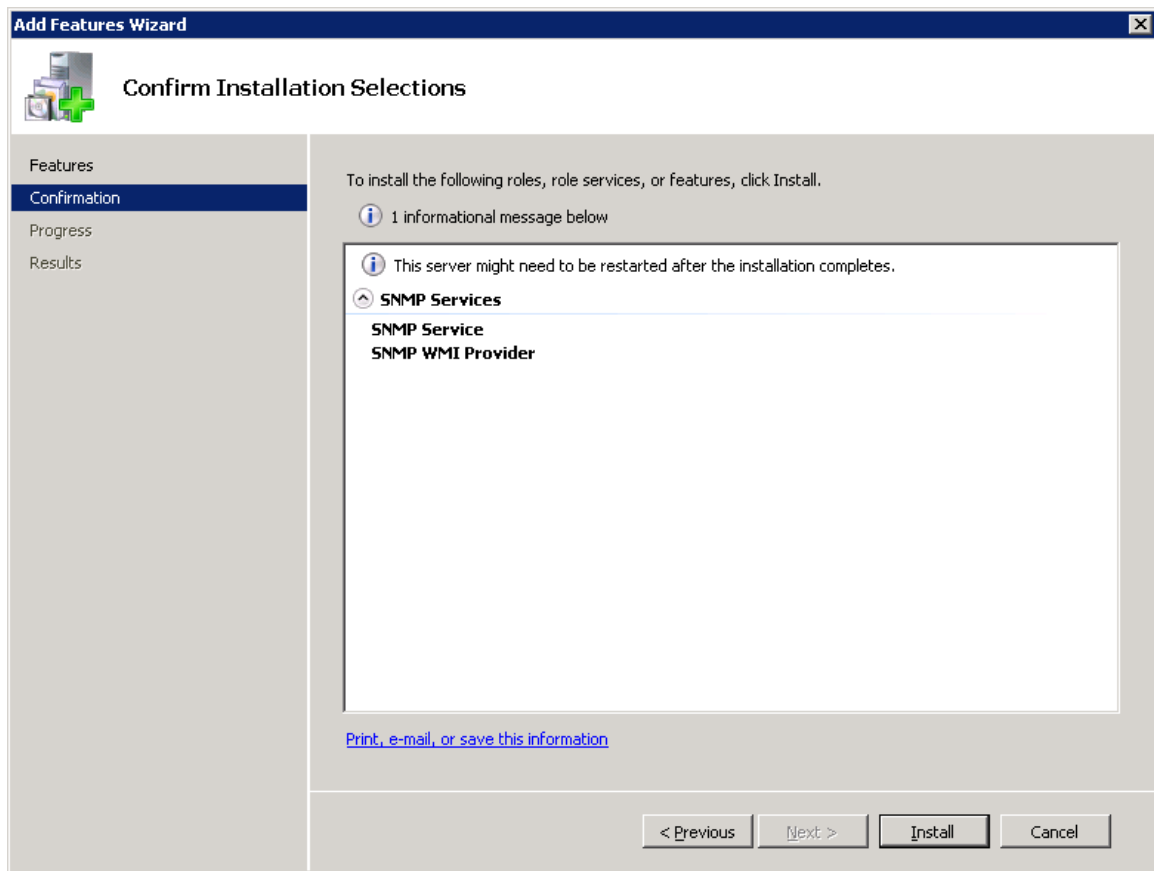 Add Features Wizard
Confirm Installation Selections
Features
Confirmation
Progress
Results
To install the following roles, role services, or features, click Install.
1 informational message below
This server might need to be restarted after the installation completes.
SNMP Services
SNMP Service
SNMP WMI Provider
Print, e-mail, or save this information
< Previous
Next >
Install
Cancel